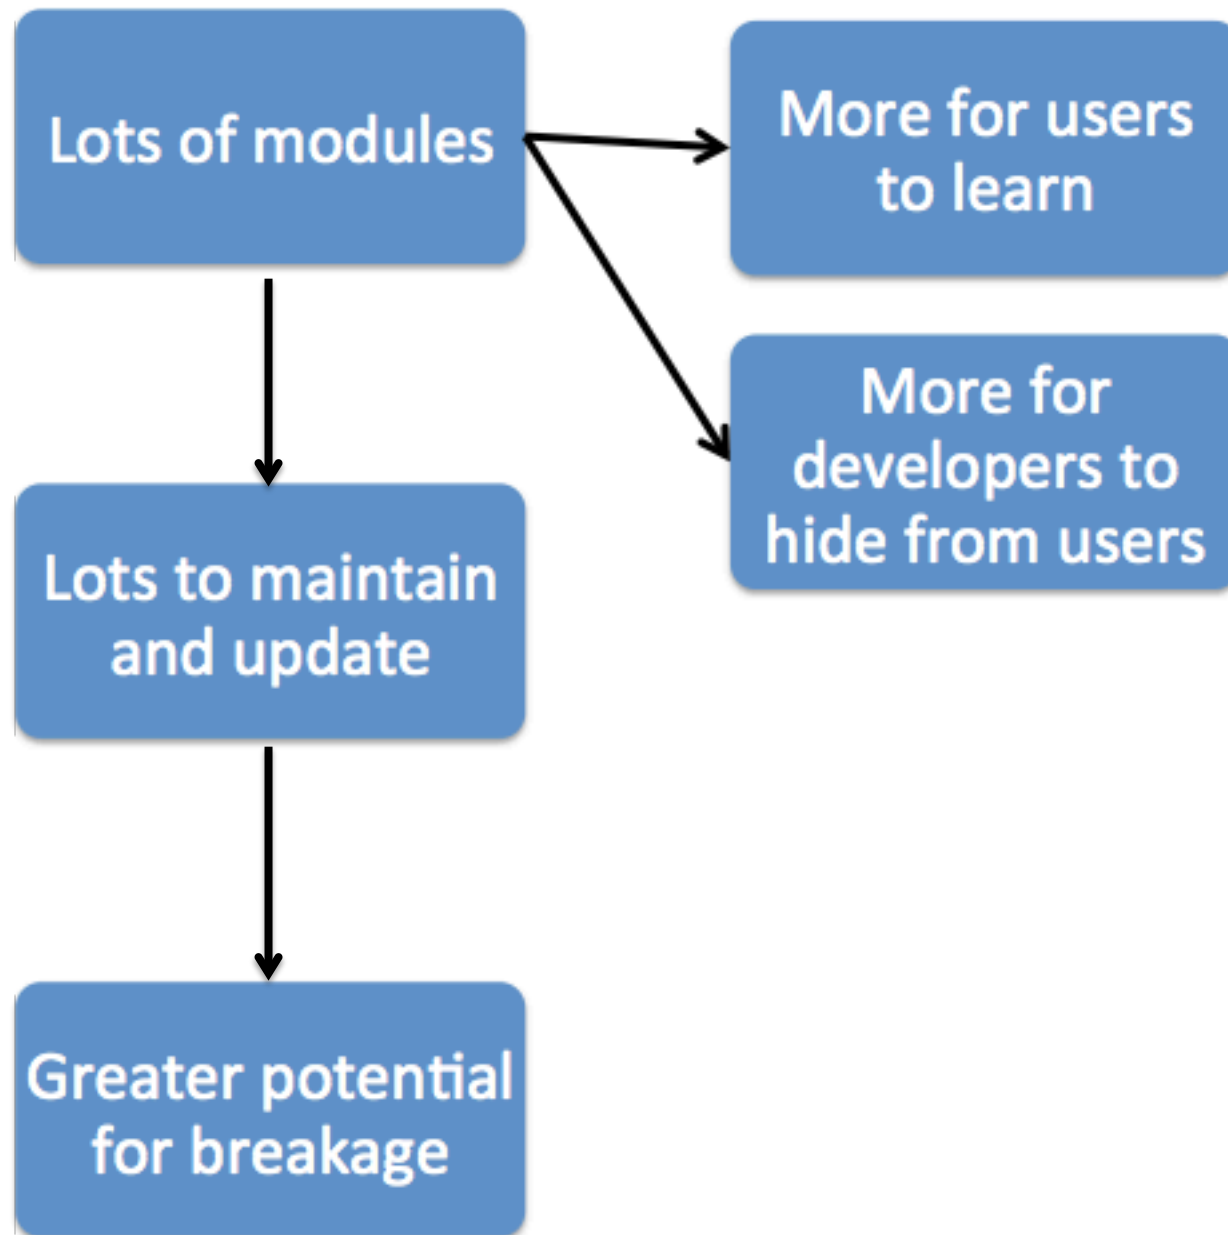 Lots of modules
More for users
to learn
More for
developers to
hide from users
Lots to maintain
and update
Greater potential
for breakage